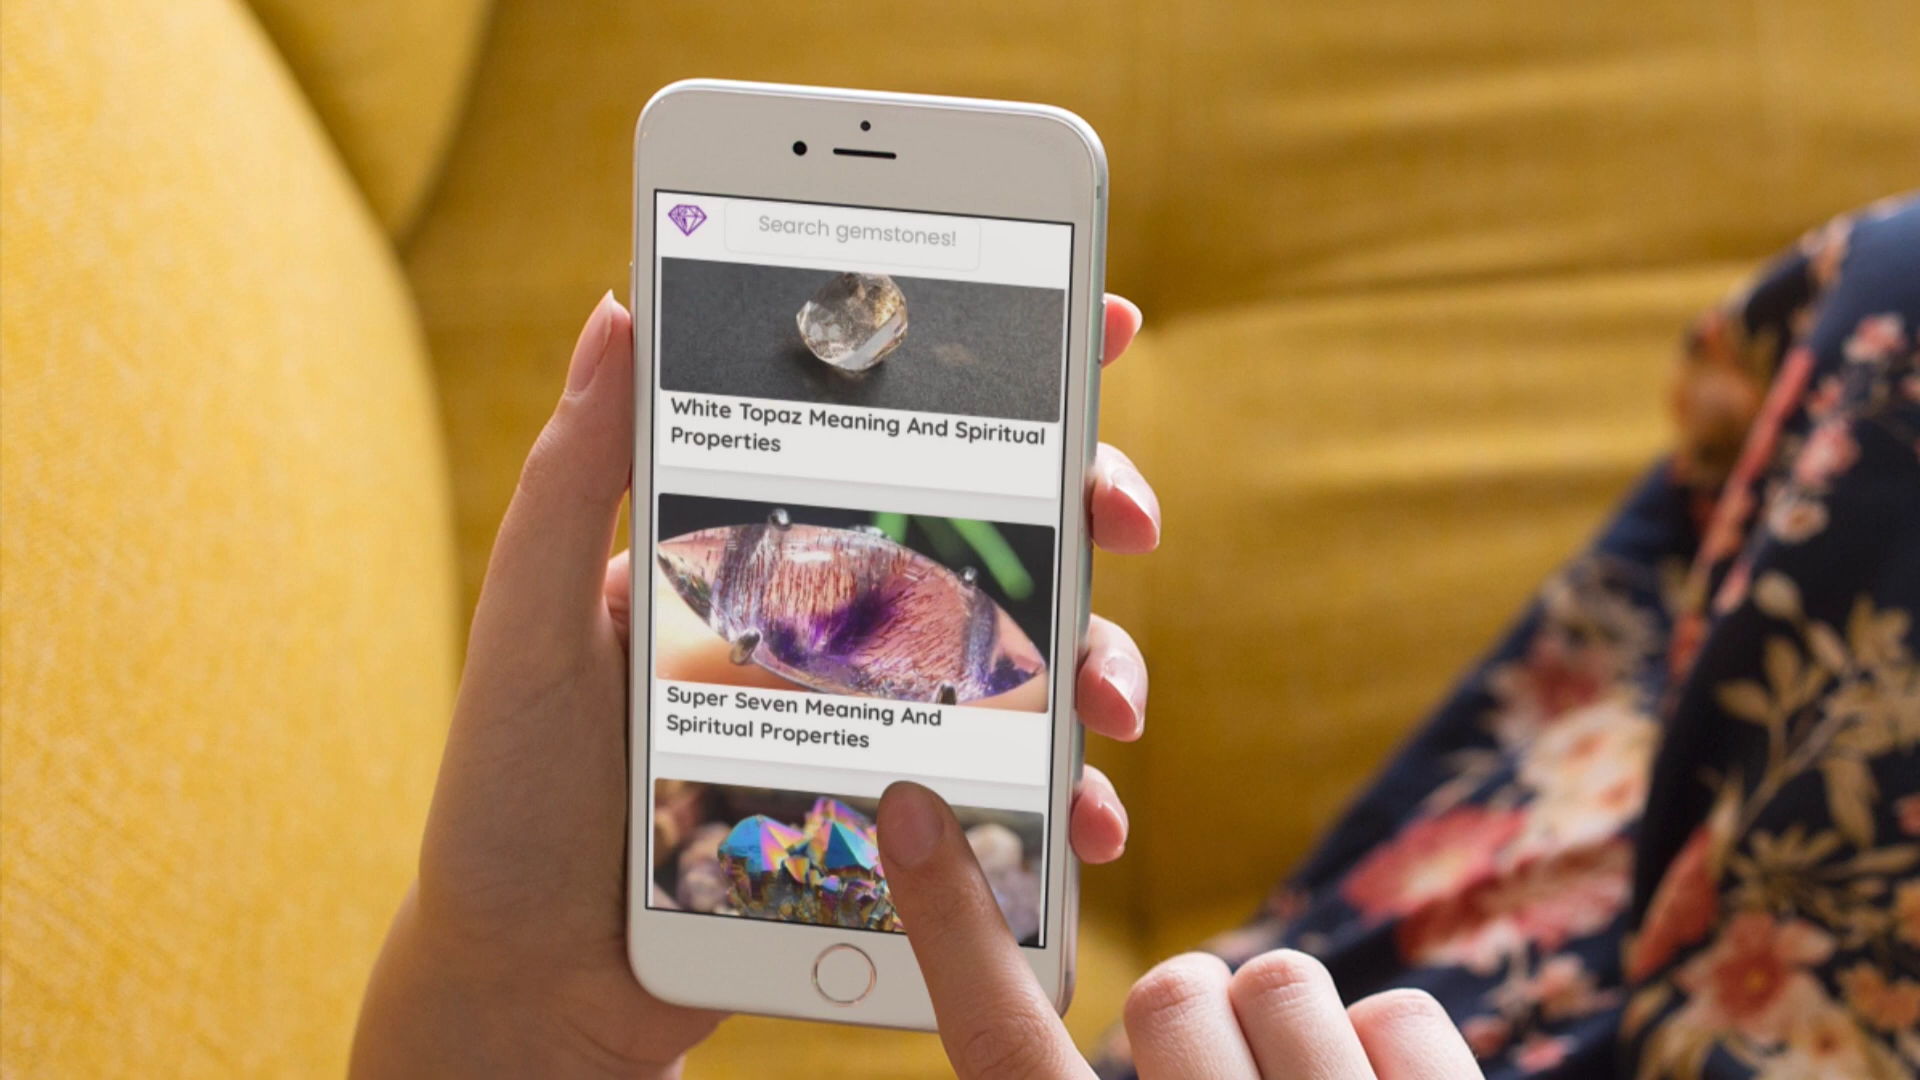 Search gemstones!
White Topaz Meaning And Spiritual
Properties
Super Seven Meaning And
Spiritual Properties